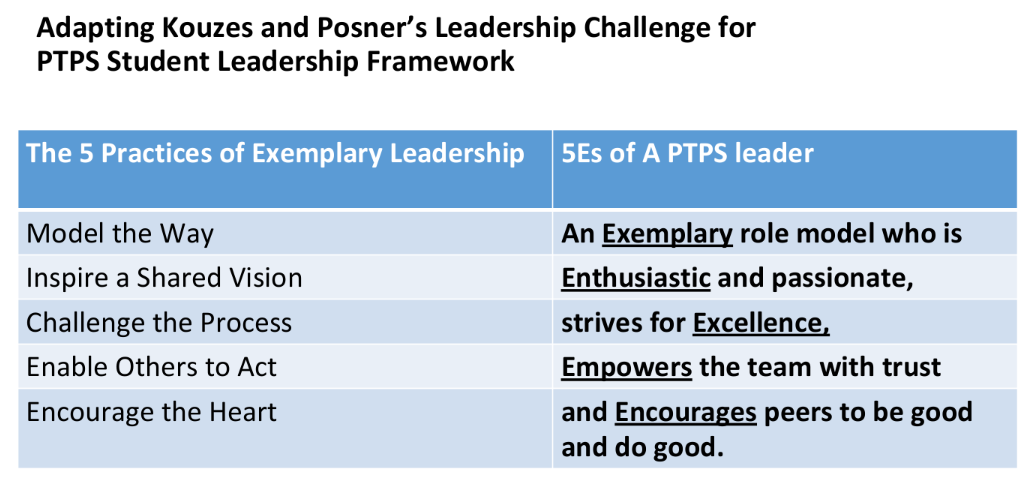 Adapting Kouzes and Posner’s Leadership Challenge for
PTPS Student Leadership Framework
The 5 Practices of Exemplary Leadership
5Es of A PTPS leader
Model the Way
An Exemplary role model who is
Inspire a Shared Vision
Enthusiastic and passionate,
Challenge the Process
strives for Excellence,
Enable Others to Act
Empowers the team with trust
Encourage the Heart
and Encourages peers to be good
and do good.